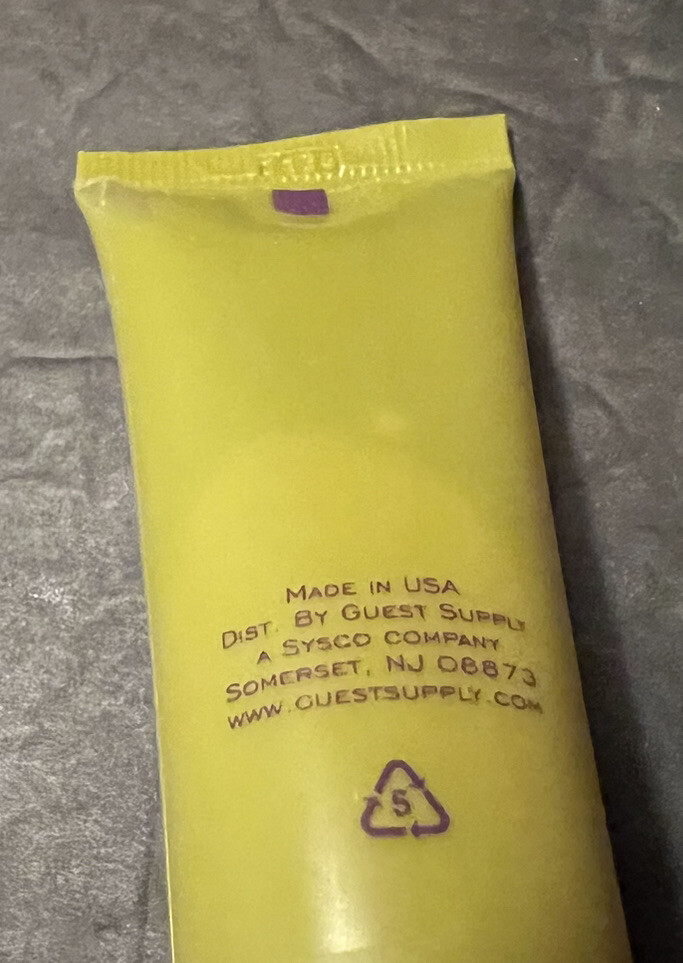 MADE IN USA
DIST. BY GUEST SUPPLY
A SYSCO COMPANY
SOMERSET, NJ 08873
WWW.GUESTSUPPLY.COM
5